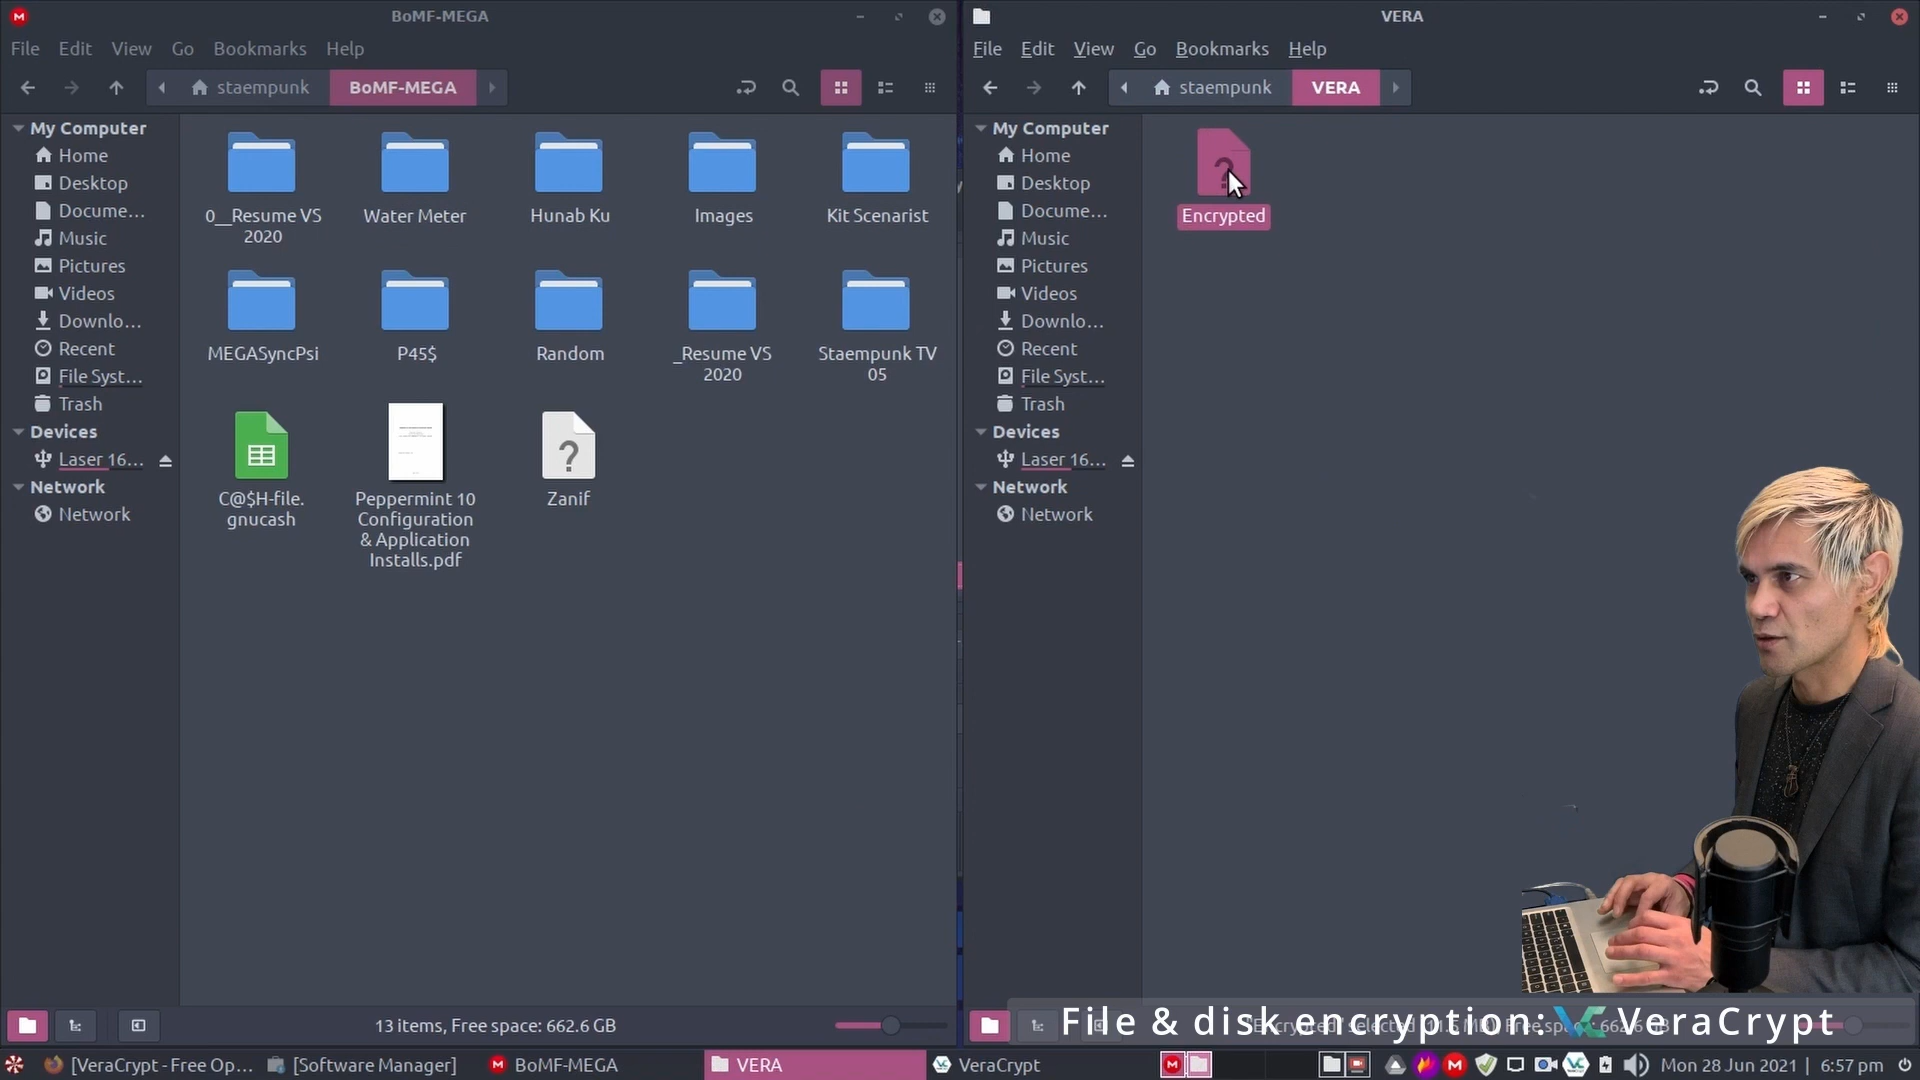 BoMF-MEGA
File Edit View Go Bookmarks Help
staempunk BoMF-MEGA
My Computer
Home
Desktop
Docume...
Music
Pictures
Videos
Downlo...
Recent
File Syst...
Trash
Devices
Laser 16...
Network
Network
0__Resume VS
2020
Water Meter
Hunab Ku
Images
Kit Scenarist
MEGASyncPsi
P45$
Random
_Resume VS
2020
Staempunk TV
05
C@$H-file.
gnucash
Peppermint 10
Configuration
& Application
Installs.pdf
Zanif
13 items, Free space: 662.6 GB
VERA
File Edit View Go Bookmarks Help
staempunk VERA
My Computer
Home
Desktop
Docume...
Music
Pictures
Videos
Downlo...
Recent
File Syst...
Trash
Devices
Laser 16...
Network
Network
Encrypted
File & disk encryption: VeraCrypt
[VeraCrypt - Free Op... [Software Manager] BoMF-MEGA VERA VeraCrypt Mon 28 Jun 2021 6:57 pm